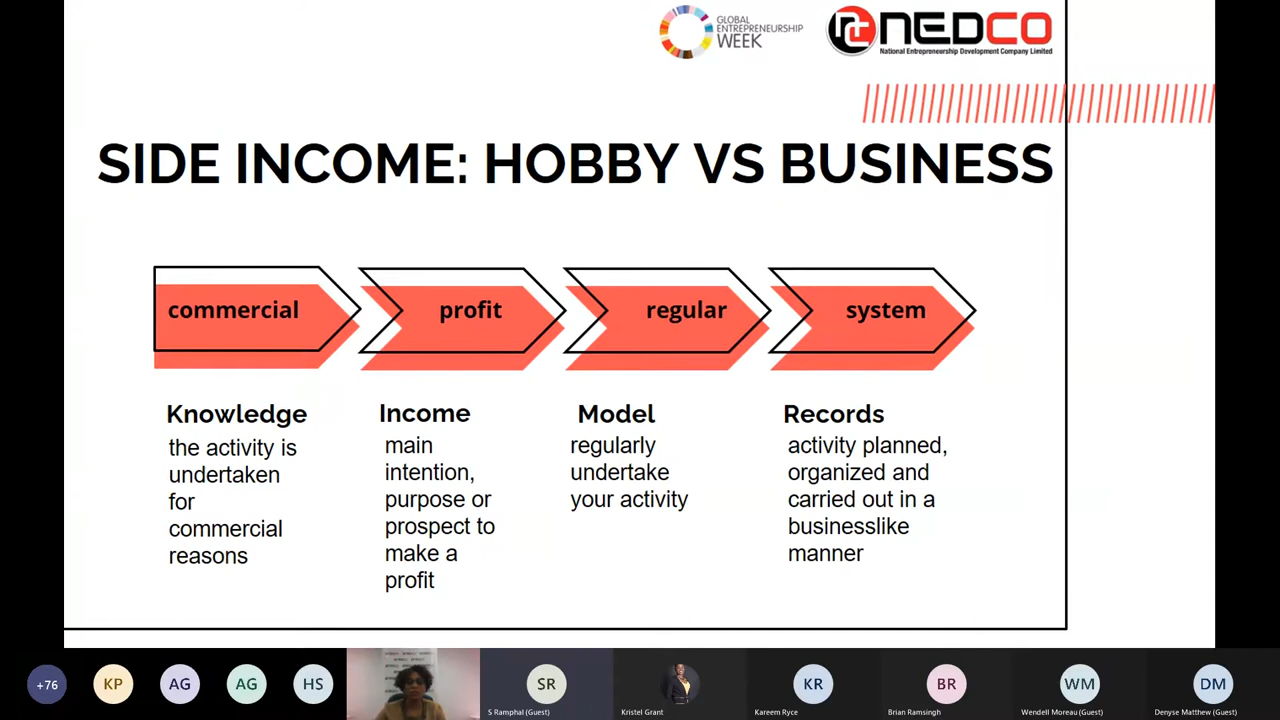 GLOBAL
ENTREPRENEURSHIP
WEEK
NEDCO
National Entrepreneurship Development Company Limited
SIDE INCOME: HOBBY VS BUSINESS
commercial
profit
regular
system
Knowledge
the activity is
undertaken
for
commercial
reasons
Income
main
intention,
purpose or
prospect to
make a
profit
Model
regularly
undertake
your activity
Records
activity planned,
organized and
carried out in a
businesslike
manner
+76
KP
AG
AG
HS
SR
S Ramphal (Guest)
Kristel Grant
KR
Kareem Ryce
BR
Brian Ramsingh
WM
Wendell Moreau (Guest)
DM
Denyse Matthew (Guest)